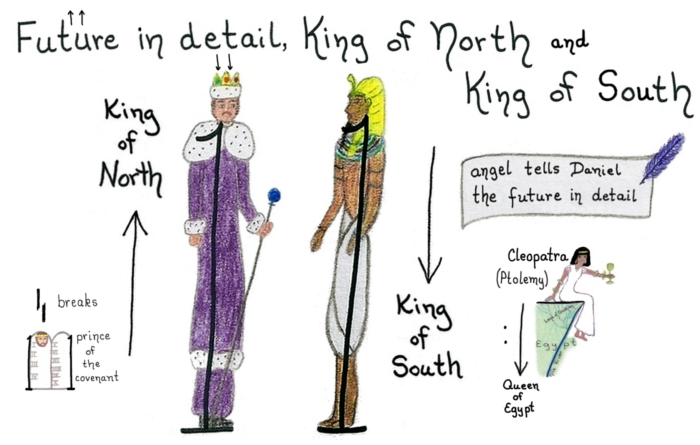 Future in detail, King of North and
King of South
King
of
North
angel tells Daniel
the future in detail
Cleopatra
(Ptolemy)
breaks
prince
of
the
covenant
King
of
South
Egypt
Queen
of
Egypt